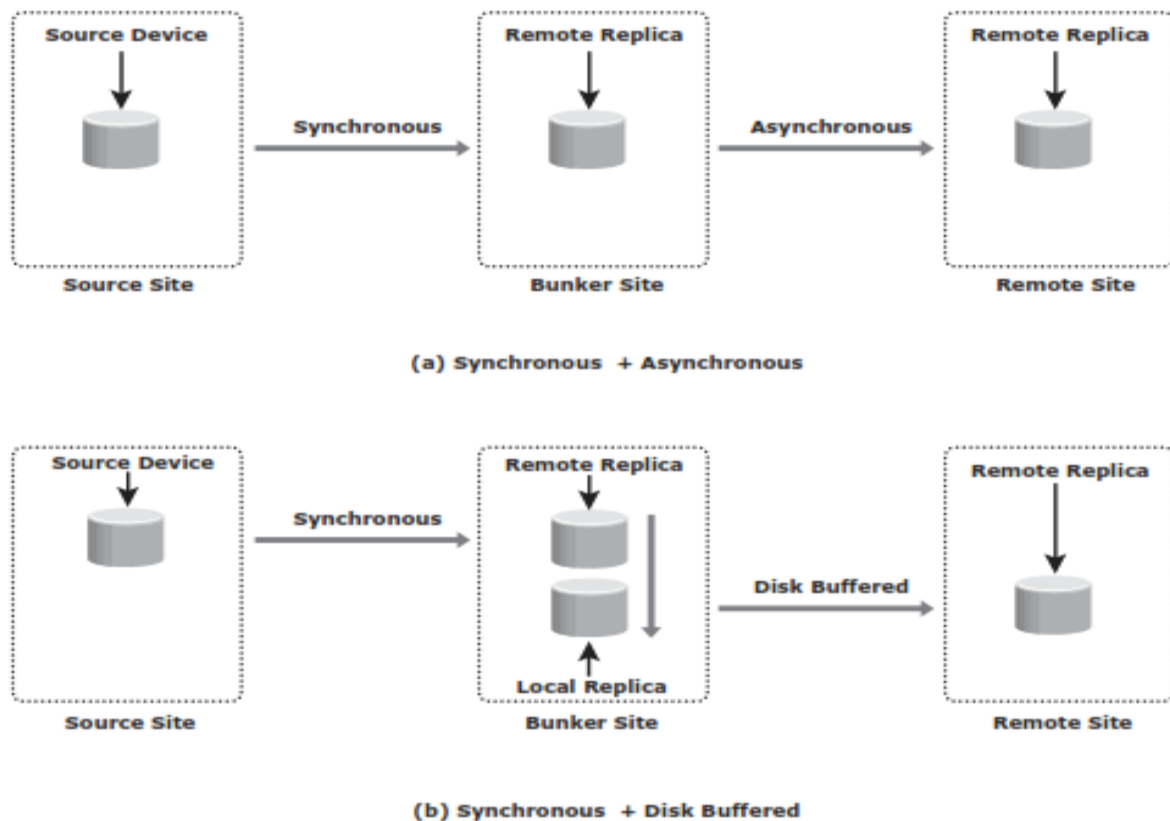 Source Device
Remote Replica
Remote Replica
Synchronous
Asynchronous
Source Site
Bunker Site
Remote Site
(a) Synchronous + Asynchronous
Source Device
Remote Replica
Remote Replica
Synchronous
Disk Buffered
Local Replica
Source Site
Bunker Site
Remote Site
(b) Synchronous + Disk Buffered